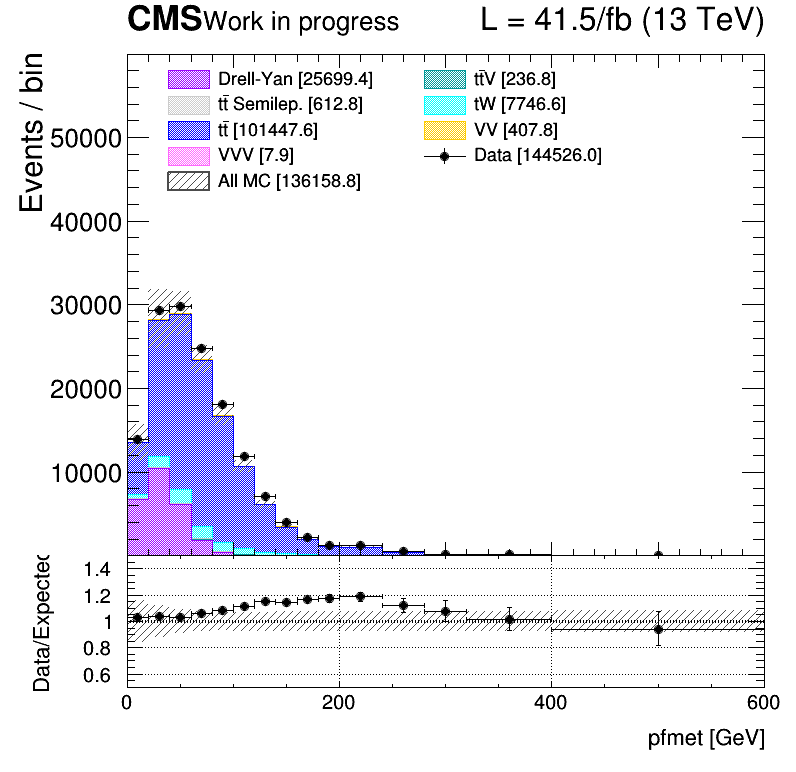 CMS Work in progress L = 41.5/fb (13 TeV)
Events / bin
Drell-Yan [25699.4]
tt̄ Semilep. [612.8]
tt̄ [101447.6]
VVV [7.9]
All MC [136158.8]
tt̄V [236.8]
tW [7746.6]
VV [407.8]
Data [144526.0]
50000
40000
30000
20000
10000
Data/Expected
1.4
1.2
1
0.8
0.6
0 200 400 600
pfmet [GeV]